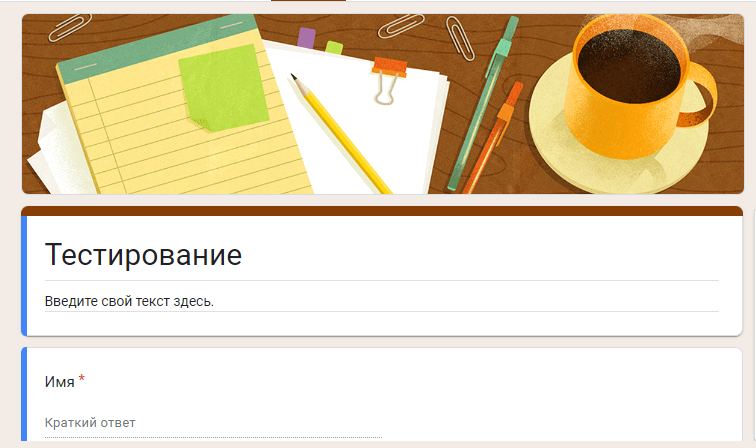 Тестирование
Введите свой текст здесь.
Имя *
Краткий ответ